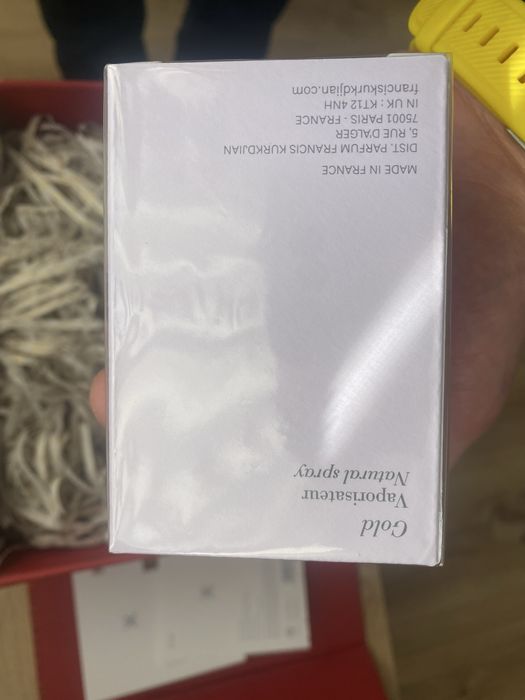 Gold
Vaporisateur
Natural spray
MADE IN FRANCE
DIST. PARFUM FRANCIS KURKDJIAN
5, RUE D'ALGER
75001 PARIS - FRANCE
IN UK : KT12 4NH
franciskurkdjian.com